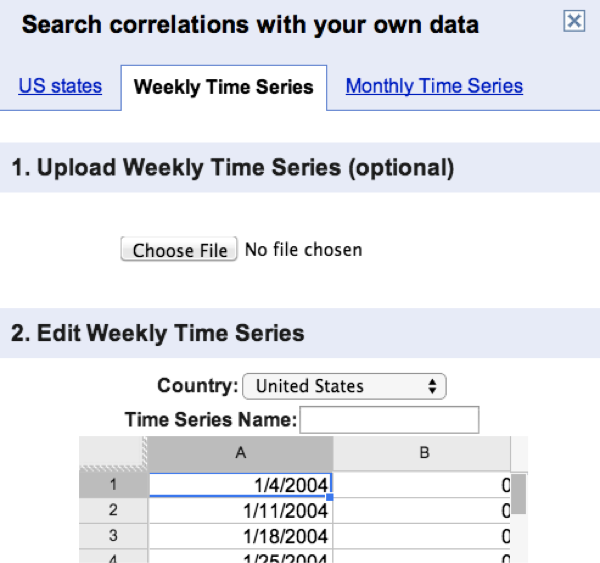 Search correlations with your own data
US states Weekly Time Series Monthly Time Series
1. Upload Weekly Time Series (optional)
Choose File No file chosen
2. Edit Weekly Time Series
Country: United States
Time Series Name:
A B
1 1/4/2004 0
2 1/11/2004 0
3 1/18/2004 0
4 1/25/2004 0